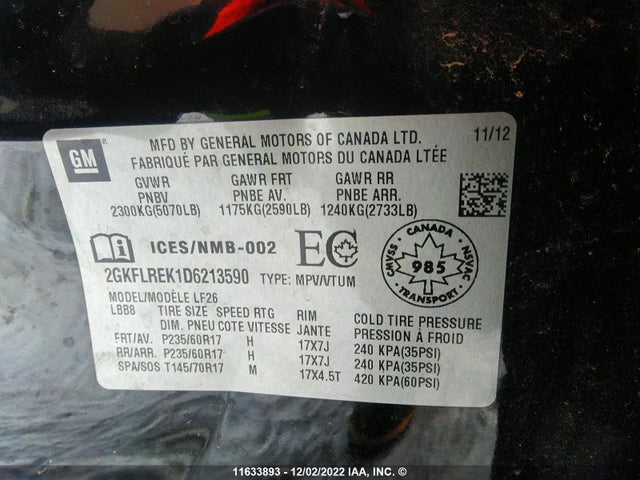 MFD BY GENERAL MOTORS OF CANADA LTD. 11/12
FABRIQUÉ PAR GENERAL MOTORS DU CANADA LTÉE
GM
GVWR GAWR FRT GAWR RR
PNBV PNBE AV. PNBE ARR.
2300KG(5070LB) 1175KG(2590LB) 1240KG(2733LB)
ICES/NMB-002 EC
CANADA
CMVSS NSVAC
985
2GKFLREK1D6213590 TYPE: MPV/VTUM
MODEL/MODÈLE LF26
LBB8 TIRE SIZE SPEED RTG RIM COLD TIRE PRESSURE
DIM. PNEU COTE VITESSE JANTE PRESSION À FROID
FRT/AV. P235/60R17 H 17X7J 240 KPA(35PSI)
RR/ARR. P235/60R17 H 17X7J 240 KPA(35PSI)
SPA/SOS T145/70R17 M 17X4.5T 420 KPA(60PSI)
11633893 - 12/02/2022 IAA, INC. ©